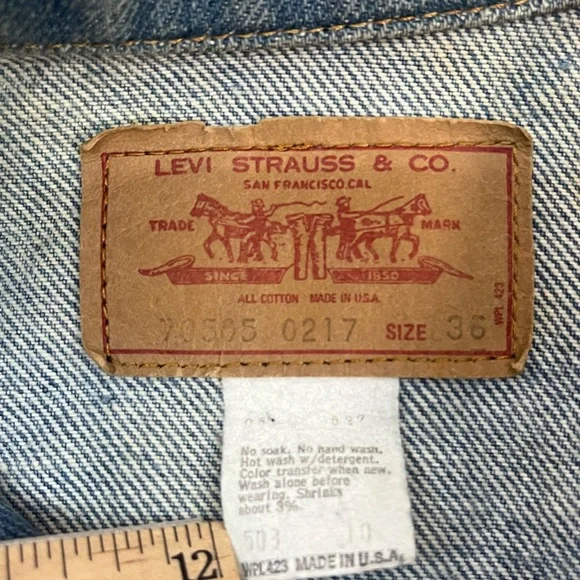 LEVI STRAUSS & CO.
SAN FRANCISCO.CAL
TRADE MARK
SINCE 1850
ALL COTTON MADE IN U.S.A.
70505 0217 SIZE 36
WPL 423
No soak. No hand wash.
Hot wash w/detergent.
Color transfer when new.
Wash alone before
wearing. Shrinks
about 3%.
WPL 423 MADE IN U.S.A.
12